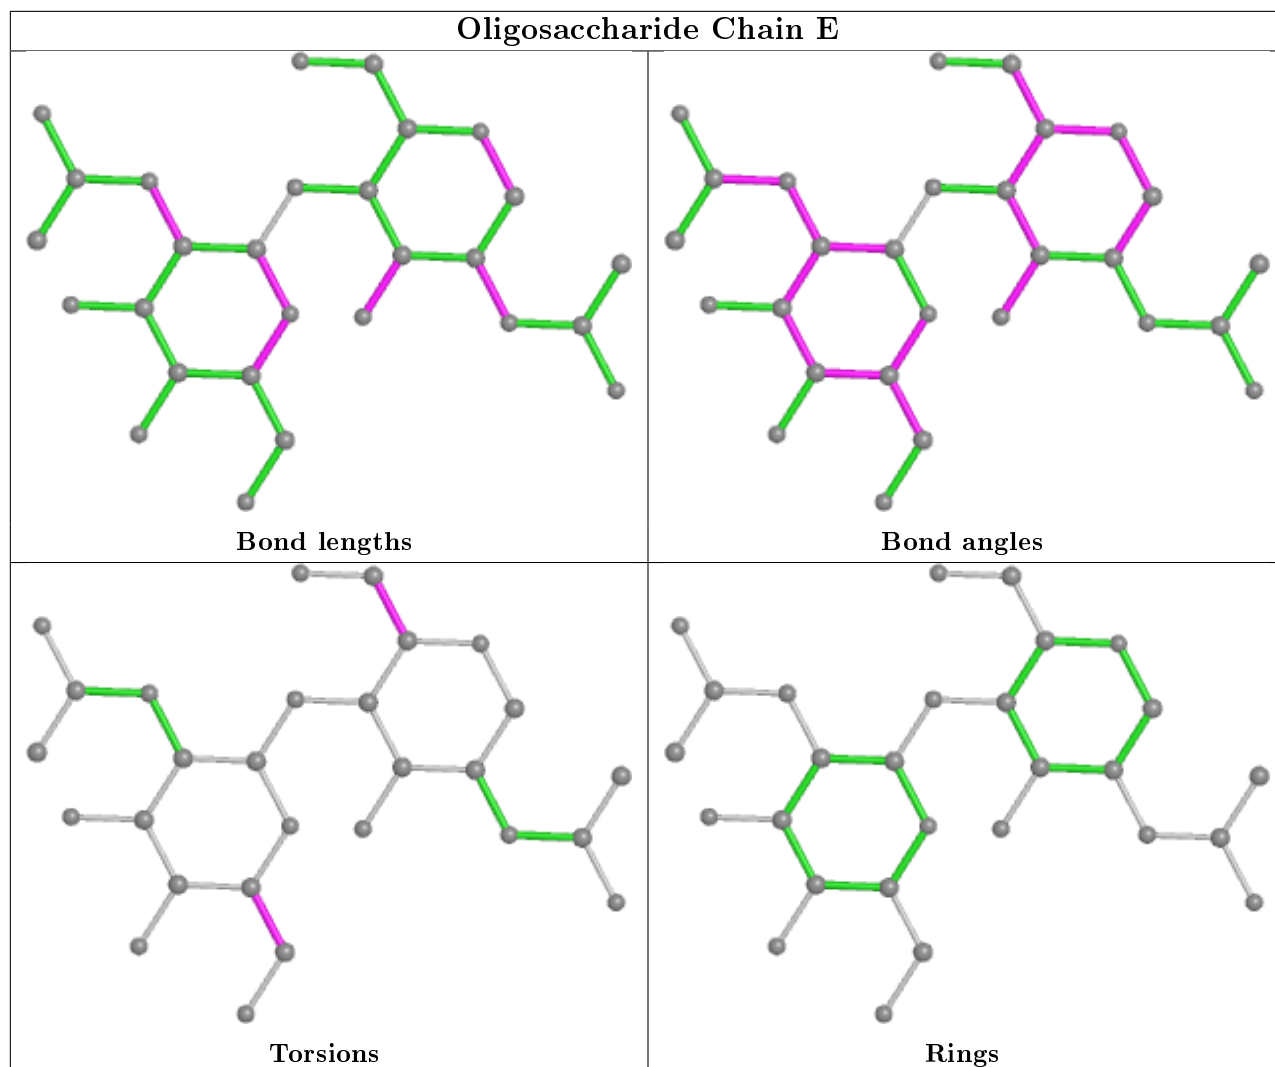 Oligosaccharide Chain E
Bond lengths
Bond angles
Torsions
Rings